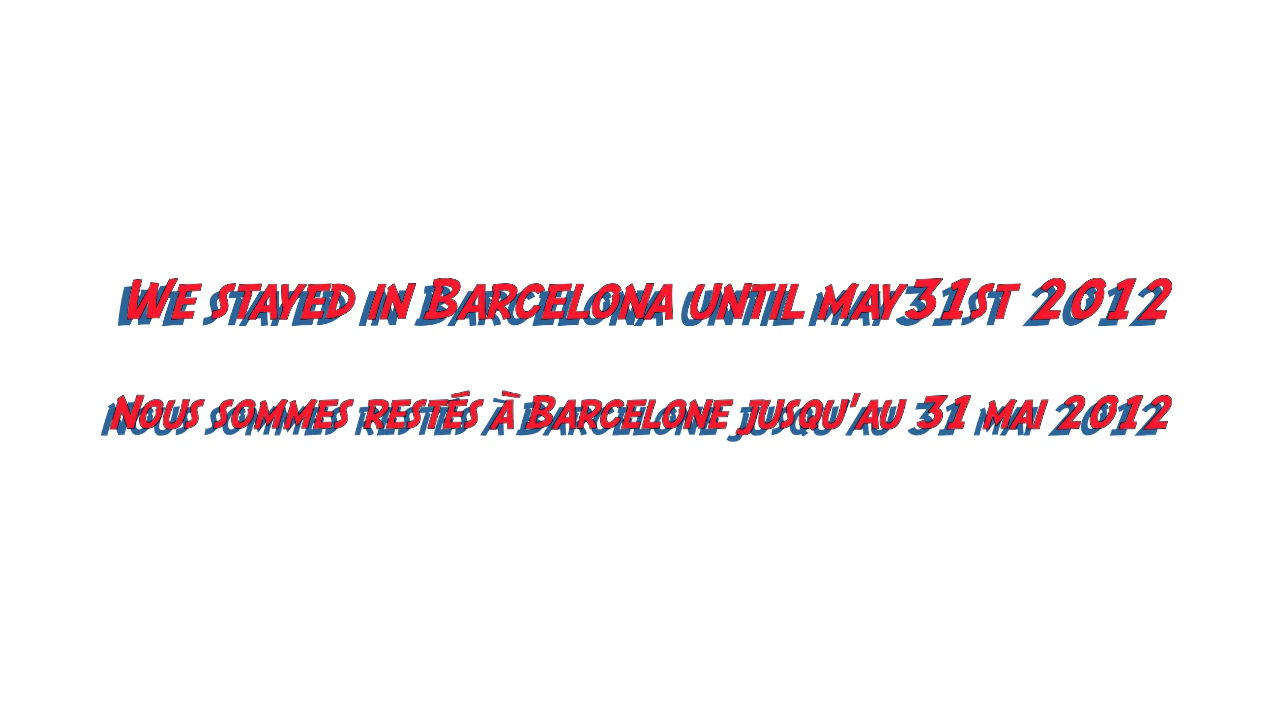 We stayed in Barcelona until may31st 2012
Nous sommes restés à Barcelone jusqu'au 31 mai 2012